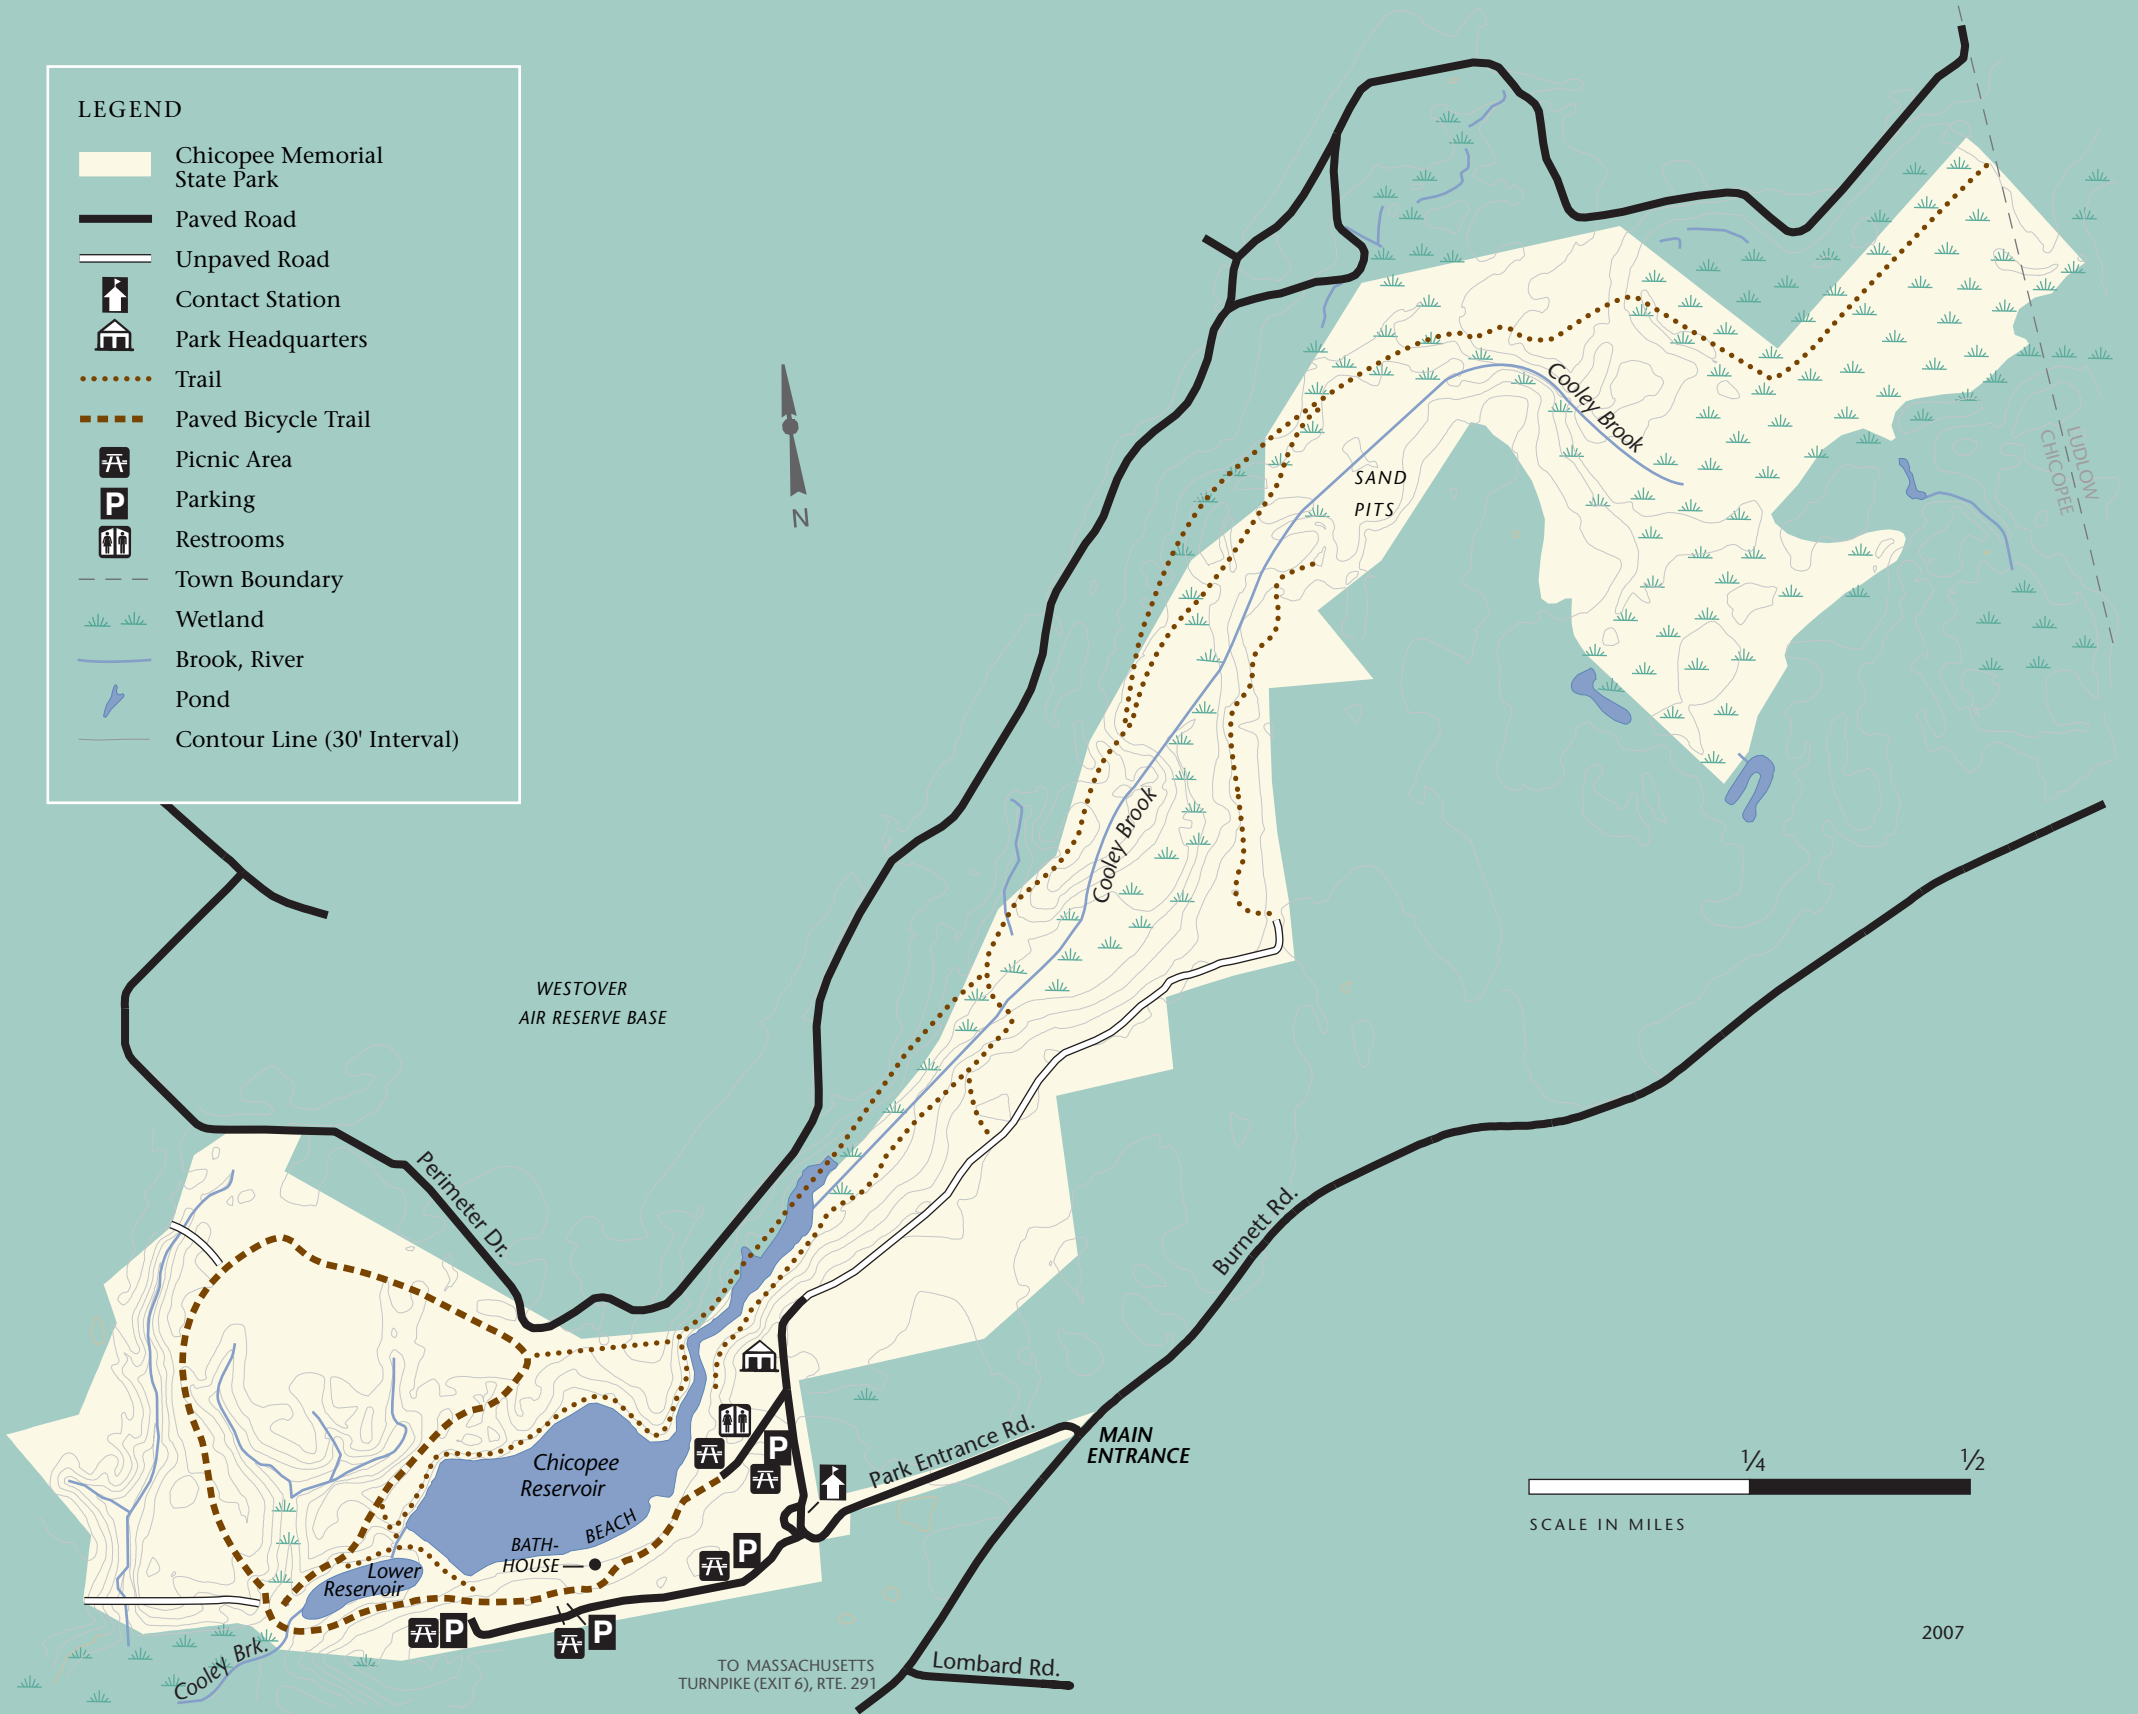 LEGEND
Chicopee Memorial
State Park
Paved Road
Unpaved Road
Contact Station
Park Headquarters
Trail
Paved Bicycle Trail
Picnic Area
P
Parking
Restrooms
Town Boundary
Wetland
Brook, River
Pond
Contour Line (30' Interval)
N
Cooley Brook
SAND
PITS
LUDLOW
CHICOPEE
Cooley Brook
WESTOVER
AIR RESERVE BASE
Perimeter Dr.
Burnett Rd.
Park Entrance Rd.
MAIN
ENTRANCE
P
Chicopee
Reservoir
BEACH
BATH-
HOUSE
P
Lower
Reservoir
P
P
Cooley Brk.
TO MASSACHUSETTS
TURNPIKE (EXIT 6), RTE. 291
Lombard Rd.
1/4
1/2
SCALE IN MILES
2007